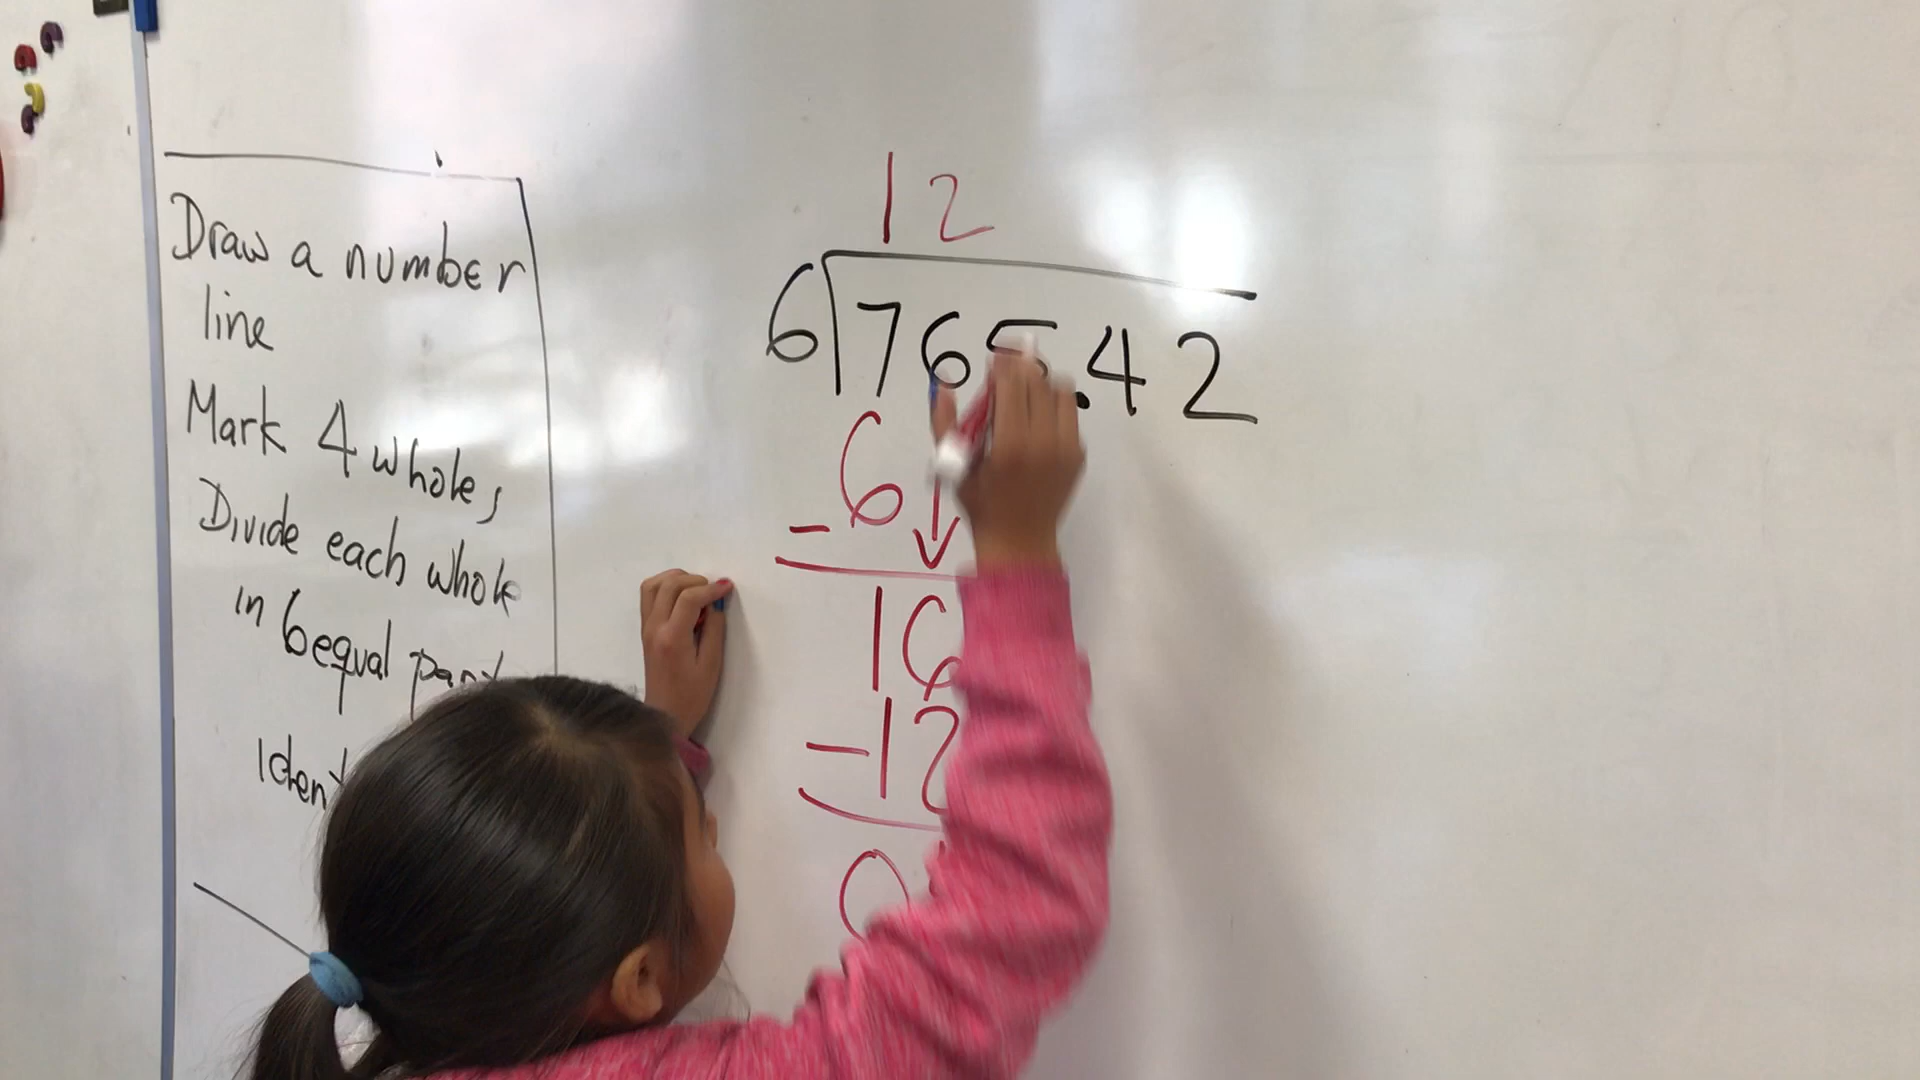 Draw a number
line
Mark 4 wholes
Divide each whole
in 6 equal
12
6 765.42
6
-
16
-12
0